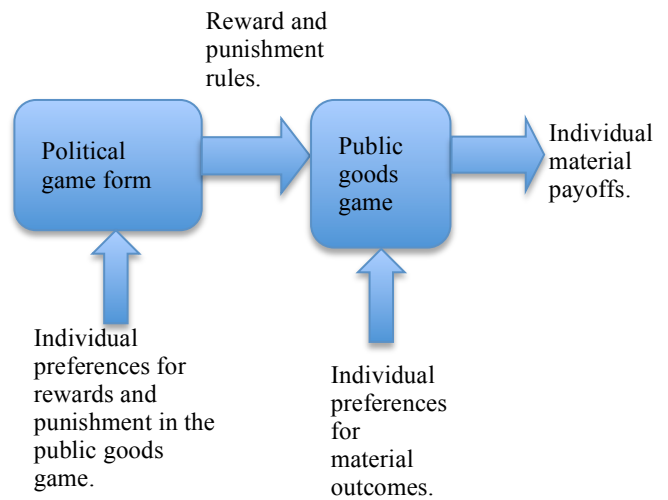 Reward and
punishment
rules.
Political
game form
Public
goods
game
Individual
material
payoffs.
Individual
preferences for
rewards and
punishment in the
public goods
game.
Individual
preferences
for
material
outcomes.